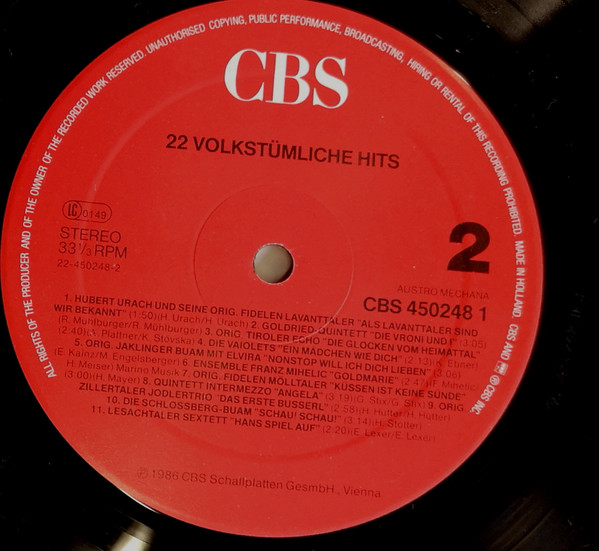 ALL RIGHTS OF THE PRODUCER AND OF THE OWNER OF THE RECORDED WORK RESERVED. UNAUTHORISED COPYING, PUBLIC PERFORMANCE, BROADCASTING, HIRING OR RENTAL OF THIS RECORDING PROHIBITED. MADE IN HOLLAND. CBS AND ARE ® CBS INC.
CBS
22 VOLKSTÜMLICHE HITS
LC 0149
STEREO
33 1/3 RPM
22-450248-2
2
AUSTRO MECHANA
CBS 450248 1
1. HUBERT URACH UND SEINE ORIG. FIDELEN LAVANTTALER "ALS LAVANTTALER SIND
WIR BEKANNT" (1:50) (H. Urach/H. Urach) 2. GOLDRIED-QUINTETT "DIE VRONI UND I" (3:05)
(R. Mühlburger/R. Mühlburger) 3. ORIG. TIROLER ECHO "DIE GLOCKEN VOM HEIMATTAL"
(2:40) (L. Plattner/K. Slovska) 4. DIE VAIOLETS "EIN MÄDCHEN WIE DICH" (2:13) (K. Ebner)
5. ORIG. JAKLINGER BUAM MIT ELVIRA "NONSTOP WILL ICH DICH LIEBEN" (3:06)
(E. Kainz/M. Engelsberger) 6. ENSEMBLE FRANZ MIHELIC "GOLDMARIE" (2:4 (F. Mihelic/
H. Meiser) Marino Musik 7. ORIG. FIDELEN MÖLLTALER "KÜSSEN IST KEINE SÜNDE"
(3:00) (H. Mayer) 8. QUINTETT INTERMEZZO "ANGELA" (3:19) (G. Stix/G. Stix) 9. ORIG.
ZILLERTALER JODLERTRIO "DAS ERSTE BUSSERL" (2:58) (H. Hutter/H. Hutter)
10. DIE SCHLOSSBERG-BUAM "SCHAU! SCHAU!" (3:14) (H. Stotter)
11. LESACHTALER SEXTETT "HANS SPIEL AUF" (2:20) (E. Lexer/E. Lexer)
℗ 1986 CBS Schallplatten GesmbH., Vienna